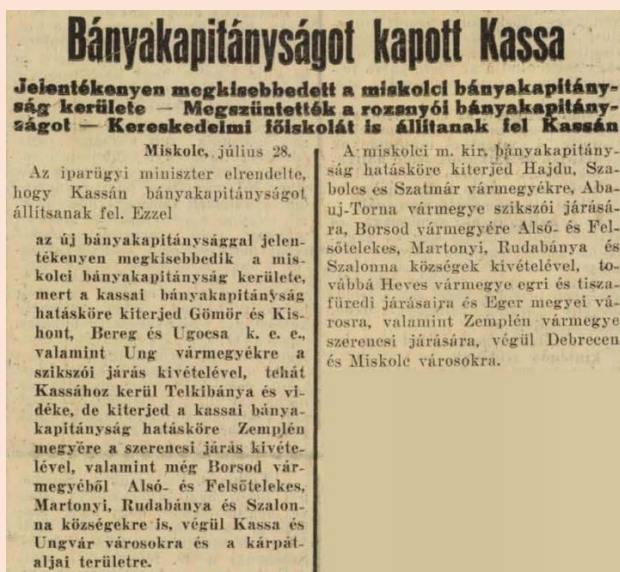 Bányakapitányságot kapott Kassa
Jelentékenyen megkisebbedett a miskolci bányakapitány-
ság kerülete — Megszüntették a rozsnyói bányakapitány-
ságot — Kereskedelmi főiskolát is állítanak fel Kassán
Miskolc, július 28.
Az iparügyi miniszter elrendelte,
hogy Kassán bányakapitányságot
állítsanak fel. Ezzel
az új bányakapitánysággal jelen-
tékenyen megkisebbedik a mis-
kolci bányakapitányság kerülete,
mert a kassai bányakapitányság
hatásköre kiterjed Gömör és Kis-
hont, Bereg és Ugocsa k. e. e.,
valamint Ung vármegyékre a
szikszói járás kivételével, tehát
Kassához kerül Telkibánya és vi-
déke, de kiterjed a kassai bánya-
kapitányság hatásköre Zemplén
megyére a szerencsi járás kivéte-
lével, valamint még Borsod vár-
megyéből Alsó- és Felsőtelekes,
Martonyi, Rudabánya és Szalon-
na községekre is, végül Kassa és
Ungvár városokra és a kárpát-
aljai területre.
A miskolci m. kir. bányakapitány-
ság hatásköre kiterjed Hajdu, Sza-
bolcs és Szatmár vármegyékre, Aba-
uj-Torna vármegye szikszói járásá-
ra, Borsod vármegyére Alsó- és Fel-
sőtelekes, Martonyi, Rudabánya és
Szalonna községek kivételével, to-
vábbá Heves vármegye egri és tisza-
füredi járásaira és Eger megyei vá-
rosra, valamint Zemplén vármegye
szerencsi járására, végül Debrecen
és Miskolc városokra.